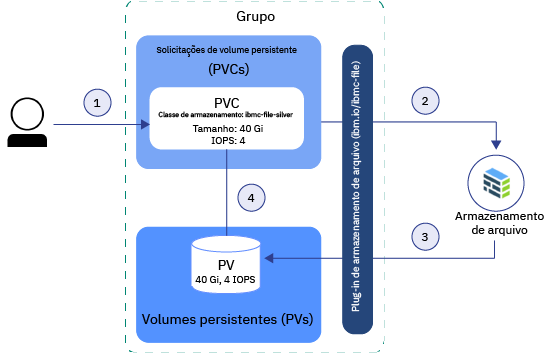 Grupo
Solicitações de volume persistente
(PVCs)
PVC
Classe de armazenamento: ibmc-file-silver
Tamanho: 40 Gi
IOPS: 4
1
2
Plug-in de armazenamento de arquivo (ibm.io/ibmc-file)
Armazenamento
de arquivo
4
3
PV
40 Gi, 4 IOPS
Volumes persistentes (PVs)